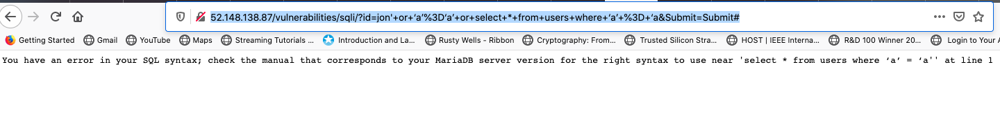 52.148.138.87/vulnerabilities/sqli/?id=jon'+or+‘a’%3D‘a’+or+select+*+from+users+where+‘a’+%3D+‘a&Submit=Submit#
Getting Started Gmail YouTube Maps Streaming Tutorials ... Introduction and La... Rusty Wells - Ribbon Cryptography: From... Trusted Silicon Stra... HOST | IEEE Interna... R&D 100 Winner 20... Login to Your A
You have an error in your SQL syntax; check the manual that corresponds to your MariaDB server version for the right syntax to use near 'select * from users where ‘a’ = ‘a'' at line 1